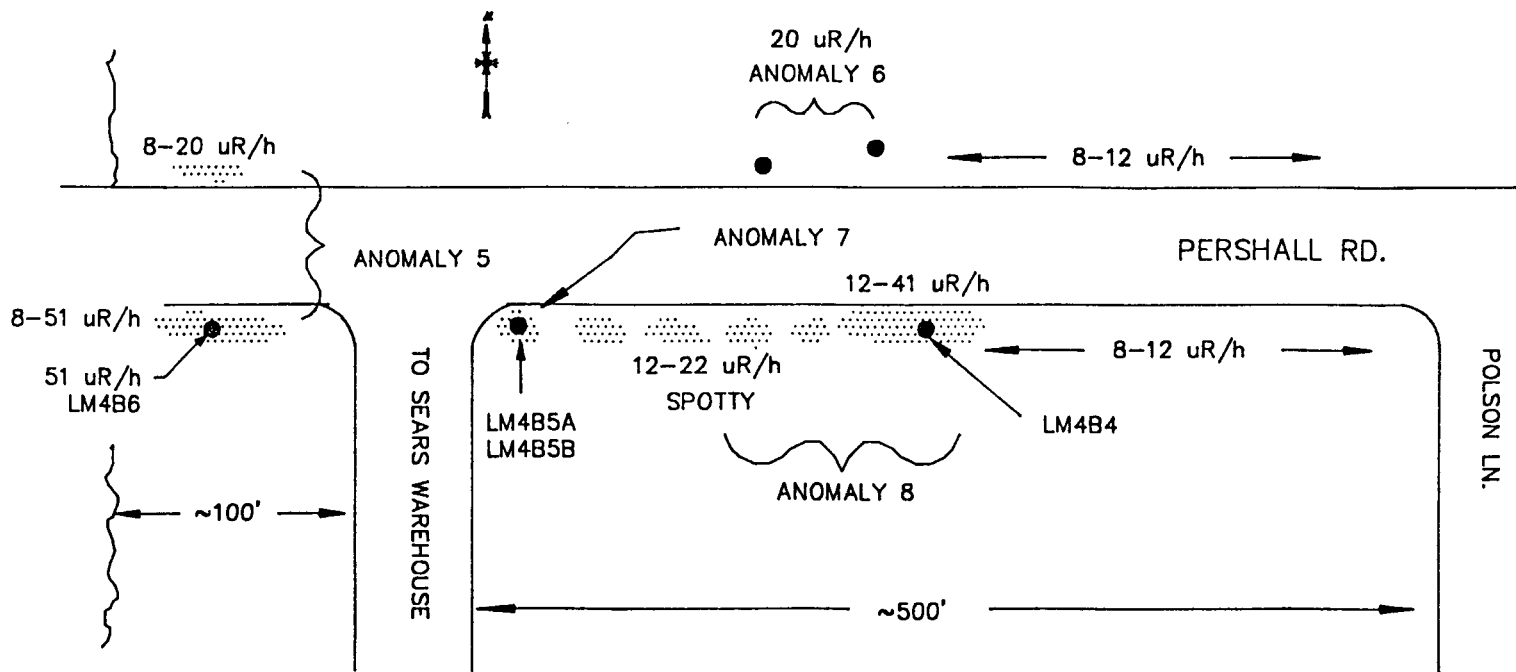 20 uR/h
ANOMALY 6
8-20 uR/h
8-12 uR/h
ANOMALY 7
ANOMALY 5
PERSHALL RD.
12-41 uR/h
8-51 uR/h
51 uR/h
LM4B6
12-22 uR/h
SPOTTY
8-12 uR/h
LM4B5A
LM4B5B
LM4B4
ANOMALY 8
TO SEARS WAREHOUSE
POLSON LN.
~100'
~500'